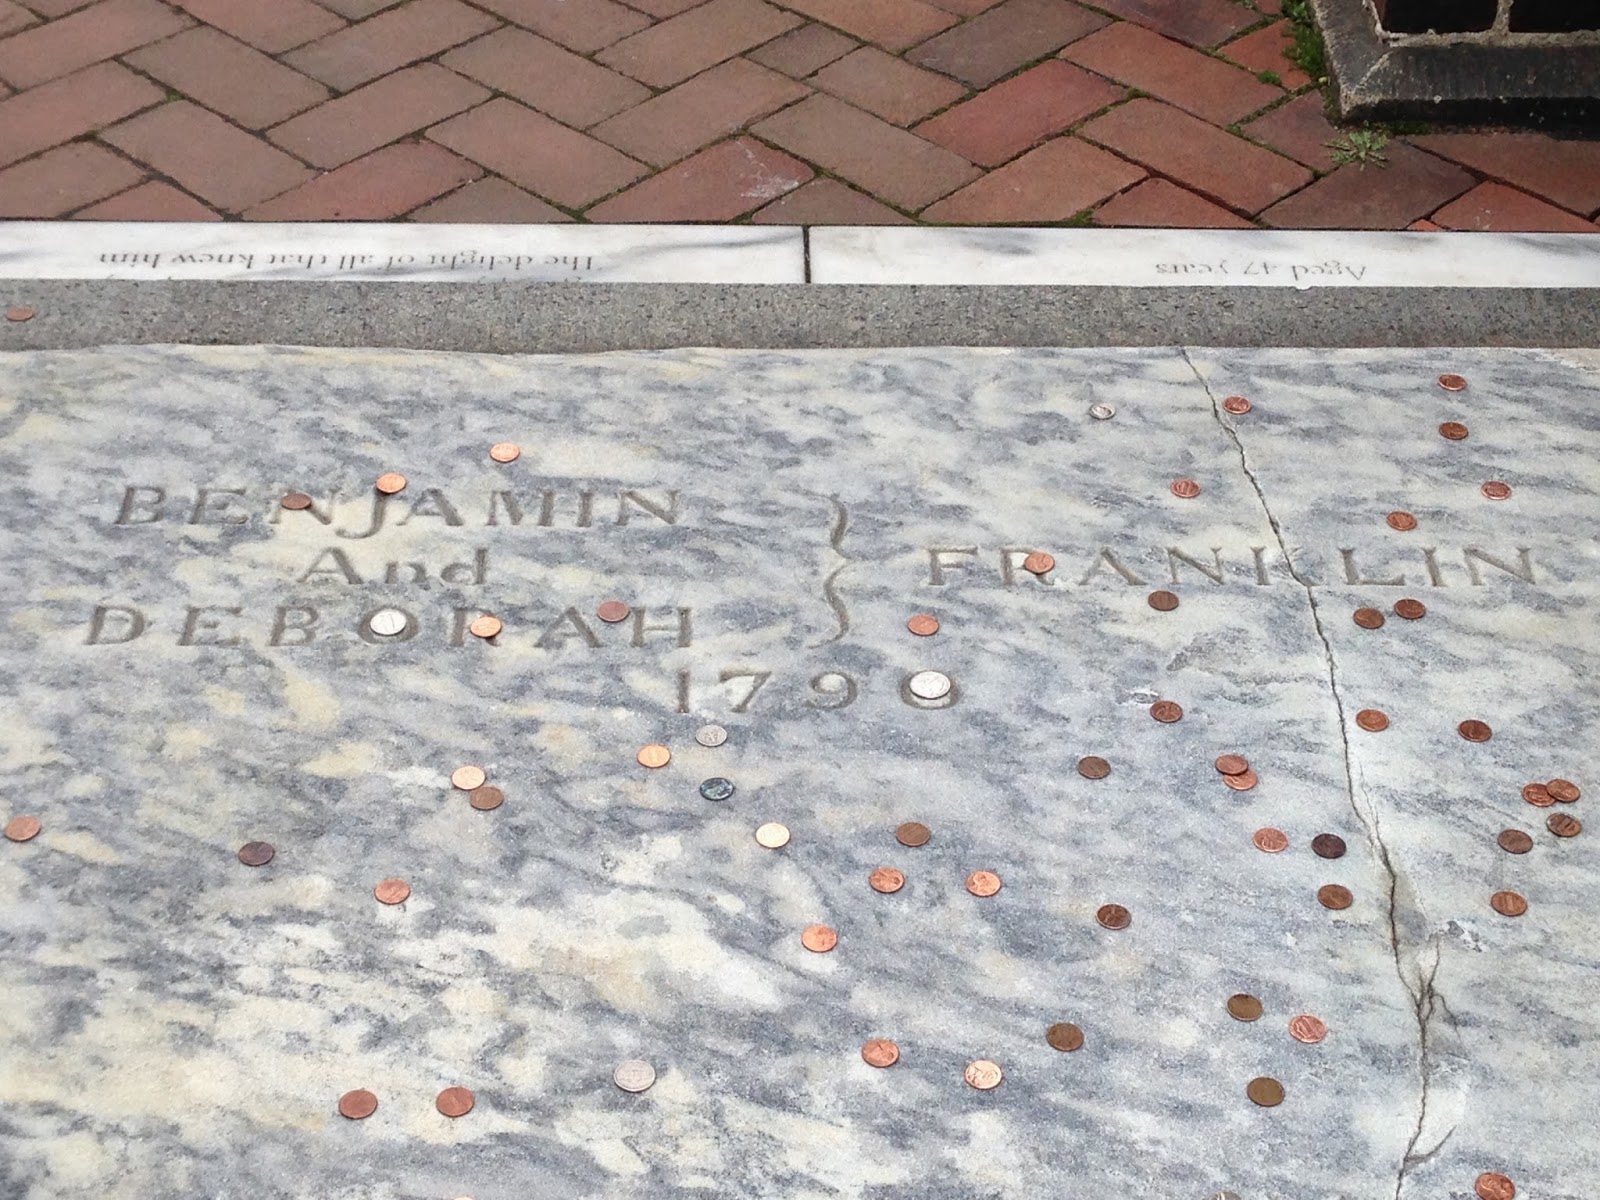 The delight of all that knew him
Aged 47 years
BENJAMIN
And
DEBORAH
FRANKLIN
1790